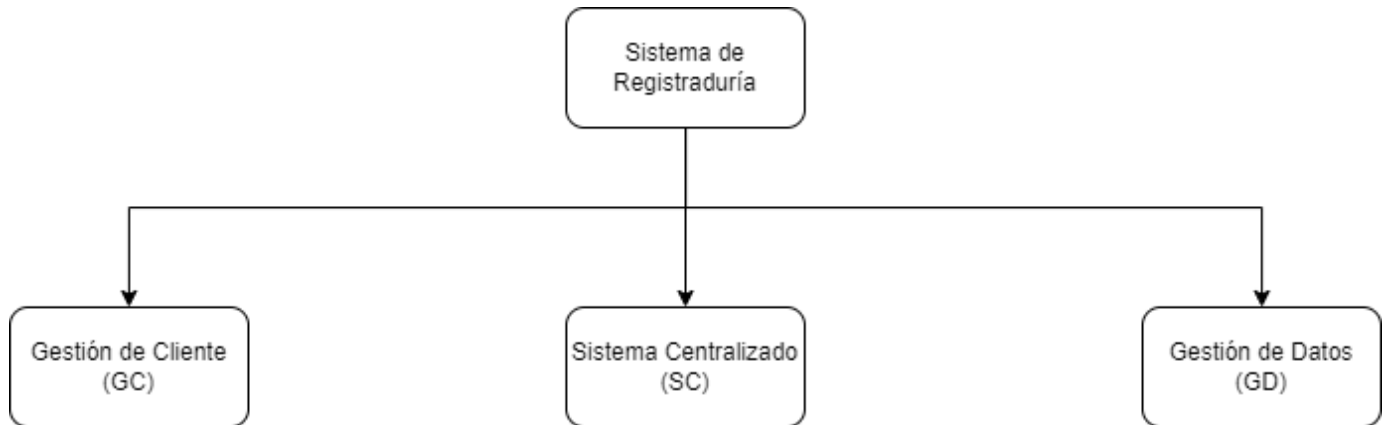 Sistema de
Registraduría
Gestión de Cliente
(GC)
Sistema Centralizado
(SC)
Gestión de Datos
(GD)